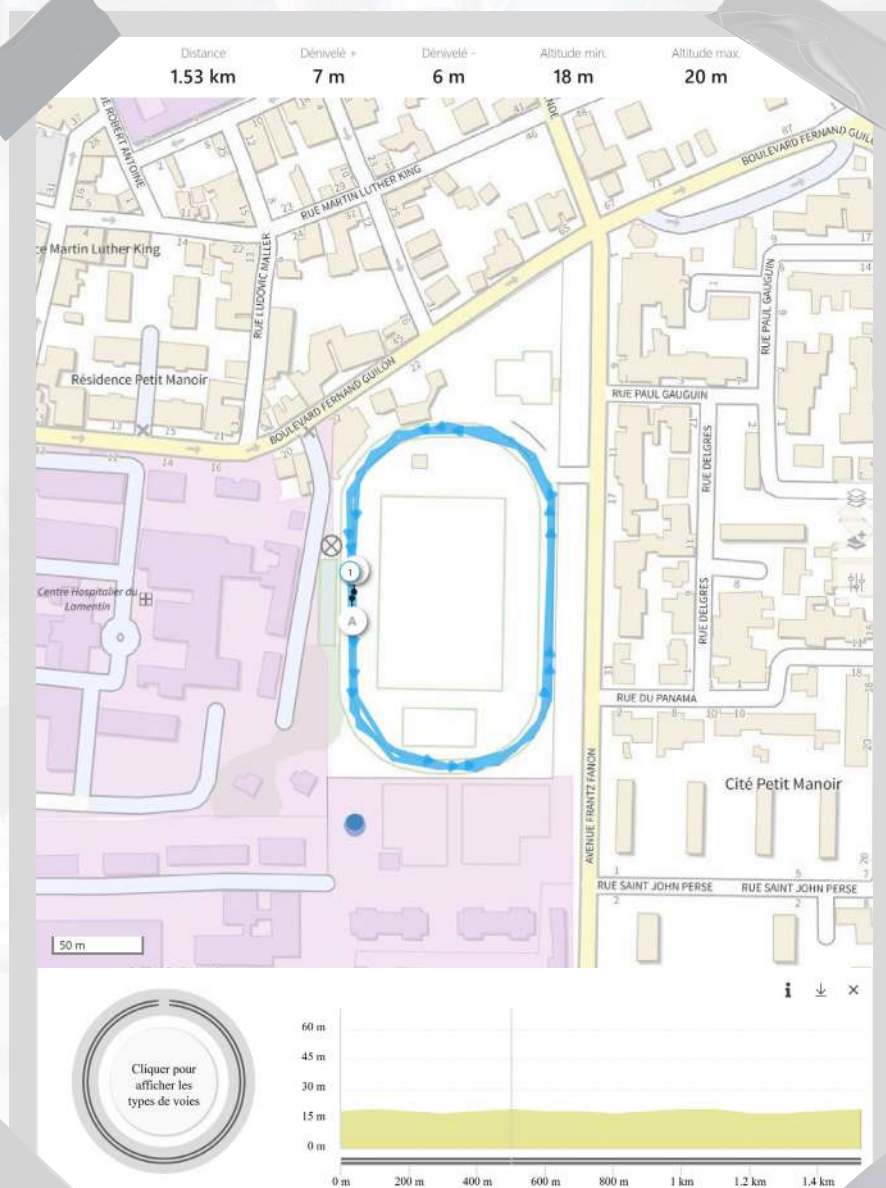 Distance
1.53 km
Dénivelé +
7 m
Dénivelé -
6 m
Altitude min.
18 m
Altitude max.
20 m
BOULEVARD FERNAND GUIL
RUE MARTIN LUTHER KING
ce Martin Luther King
RUE LUDOVIC MALLER
RUE PAUL GAUGUIN
Résidence Petit Manoir
BOULEVARD FERNAND GUILON
RUE PAUL GAUGUIN
RUE DELGRES
1
Centre Hospitalier du
Lamentin
A
RUE DELGRES
RUE DU PANAMA
AVENUE FRANTZ FANON
Cité Petit Manoir
RUE SAINT JOHN PERSE
RUE SAINT JOHN PERSE
50 m
Cliquer pour
afficher les
types de voies
60 m
45 m
30 m
15 m
0 m
0 m 200 m 400 m 600 m 800 m 1 km 1.2 km 1.4 km